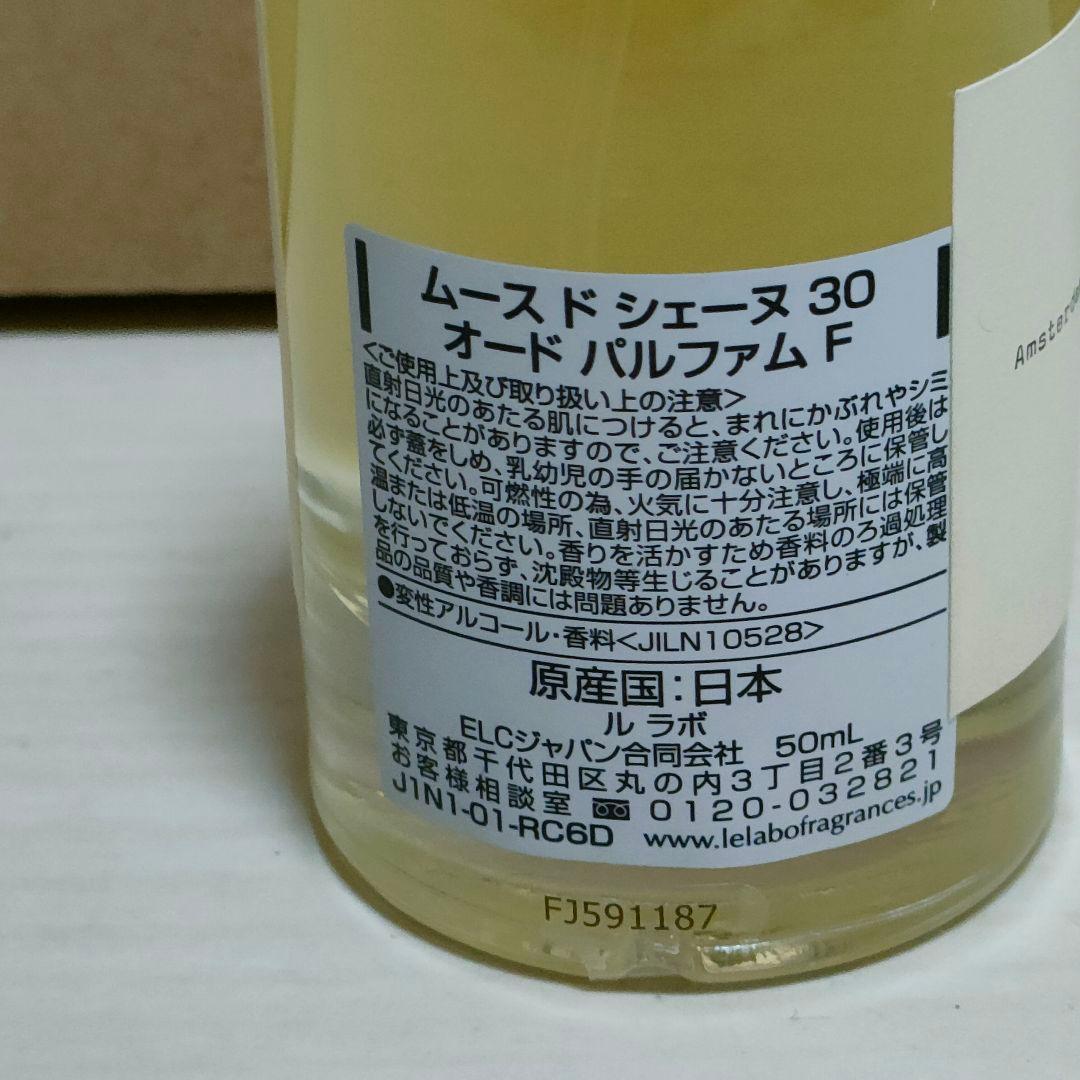 ムース ド シェーヌ 30
オード パルファム F
<ご使用上及び取り扱い上の注意>
直射日光のあたる肌につけると、まれにかぶれやシミ
になることがありますので、ご注意ください。使用後は
必ず蓋をしめ、乳幼児の手の届かないところに保管し
てください。可燃性の為、火気に十分注意し、極端に高
温または低温の場所、直射日光のあたる場所には保管
しないでください。香りを活かすため香料のろ過処理
を行っておらず、沈殿物等生じることがありますが、製
品の品質や香調には問題ありません。
●変性アルコール・香料<JILN10528>
原産国：日本
ル ラボ
ELCジャパン合同会社 50mL
東京都千代田区丸の内3丁目2番3号
お客様相談室 0120-032821
J1N1-01-RC6D www.lelabofragrances.jp
FJ591187